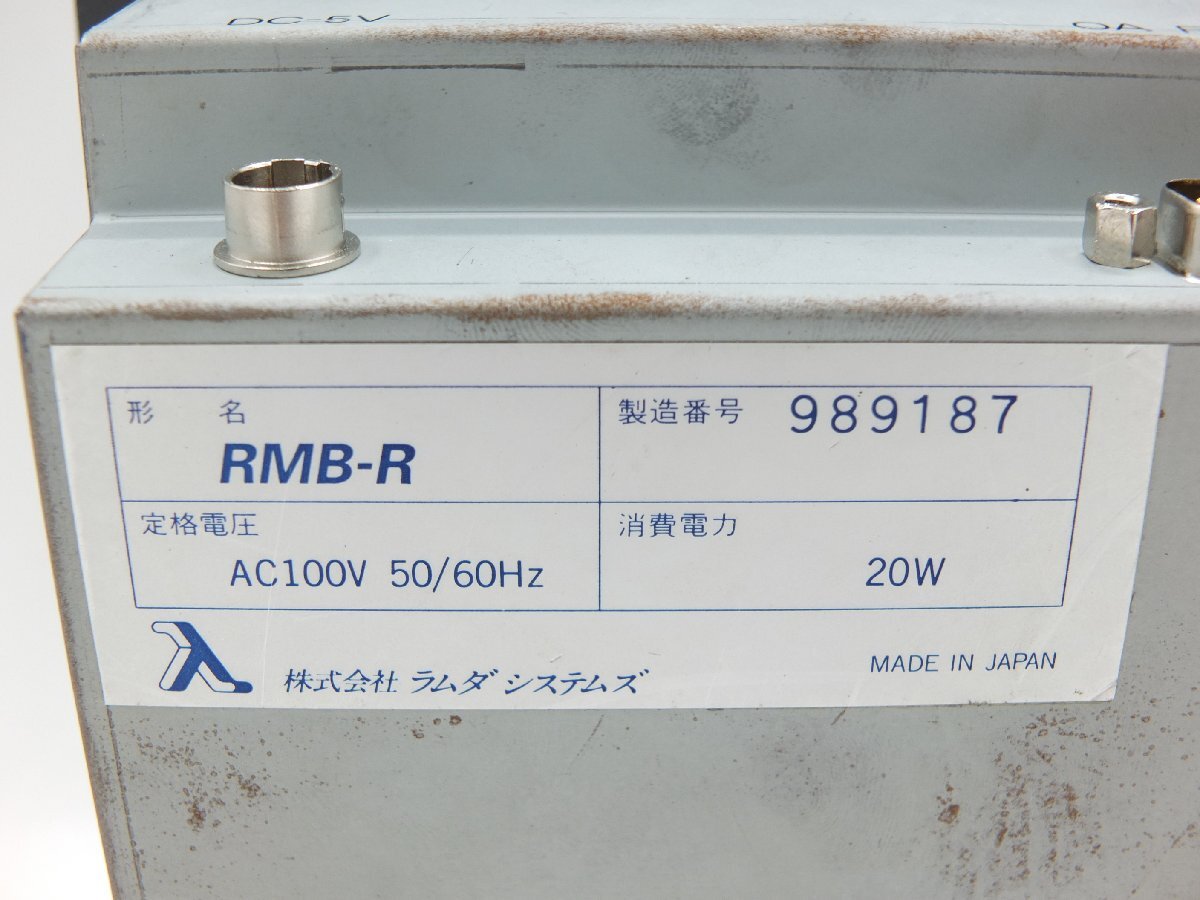 DC-5V
形 名
RMB-R
製造番号 989187
定格電圧
AC100V 50/60Hz
消費電力
20W
株式会社 ラムダシステムズ
MADE IN JAPAN